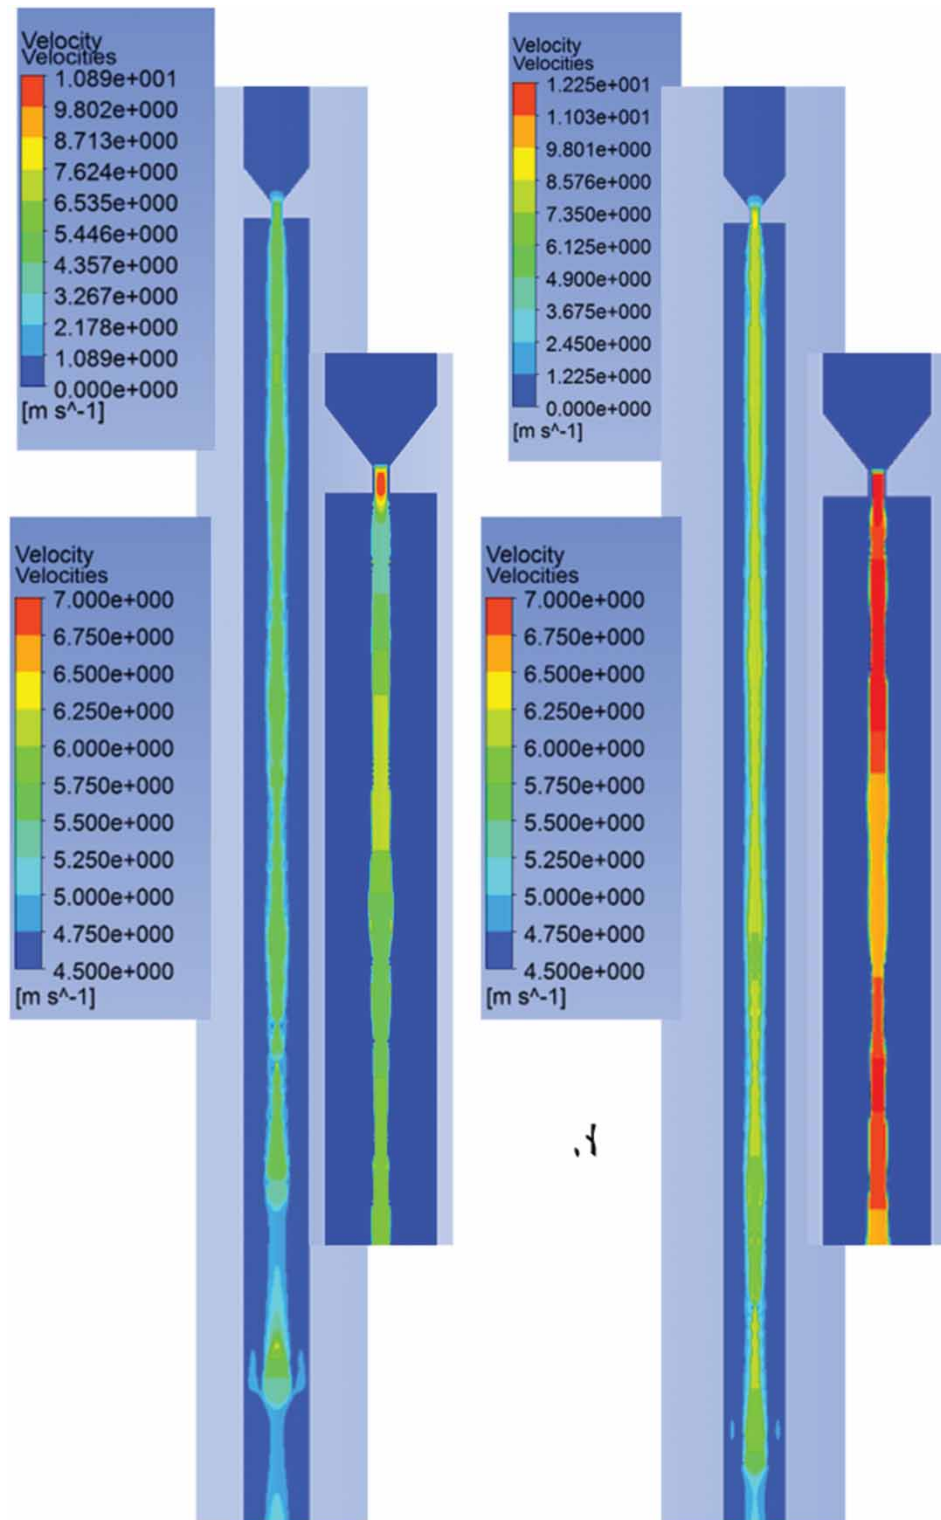 Velocity
Velocities
1.089e+001
9.802e+000
8.713e+000
7.624e+000
6.535e+000
5.446e+000
4.357e+000
3.267e+000
2.178e+000
1.089e+000
0.000e+000
[m s^-1]
Velocity
Velocities
1.225e+001
1.103e+001
9.801e+000
8.576e+000
7.350e+000
6.125e+000
4.900e+000
3.675e+000
2.450e+000
1.225e+000
0.000e+000
[m s^-1]
Velocity
Velocities
7.000e+000
6.750e+000
6.500e+000
6.250e+000
6.000e+000
5.750e+000
5.500e+000
5.250e+000
5.000e+000
4.750e+000
4.500e+000
[m s^-1]
Velocity
Velocities
7.000e+000
6.750e+000
6.500e+000
6.250e+000
6.000e+000
5.750e+000
5.500e+000
5.250e+000
5.000e+000
4.750e+000
4.500e+000
[m s^-1]